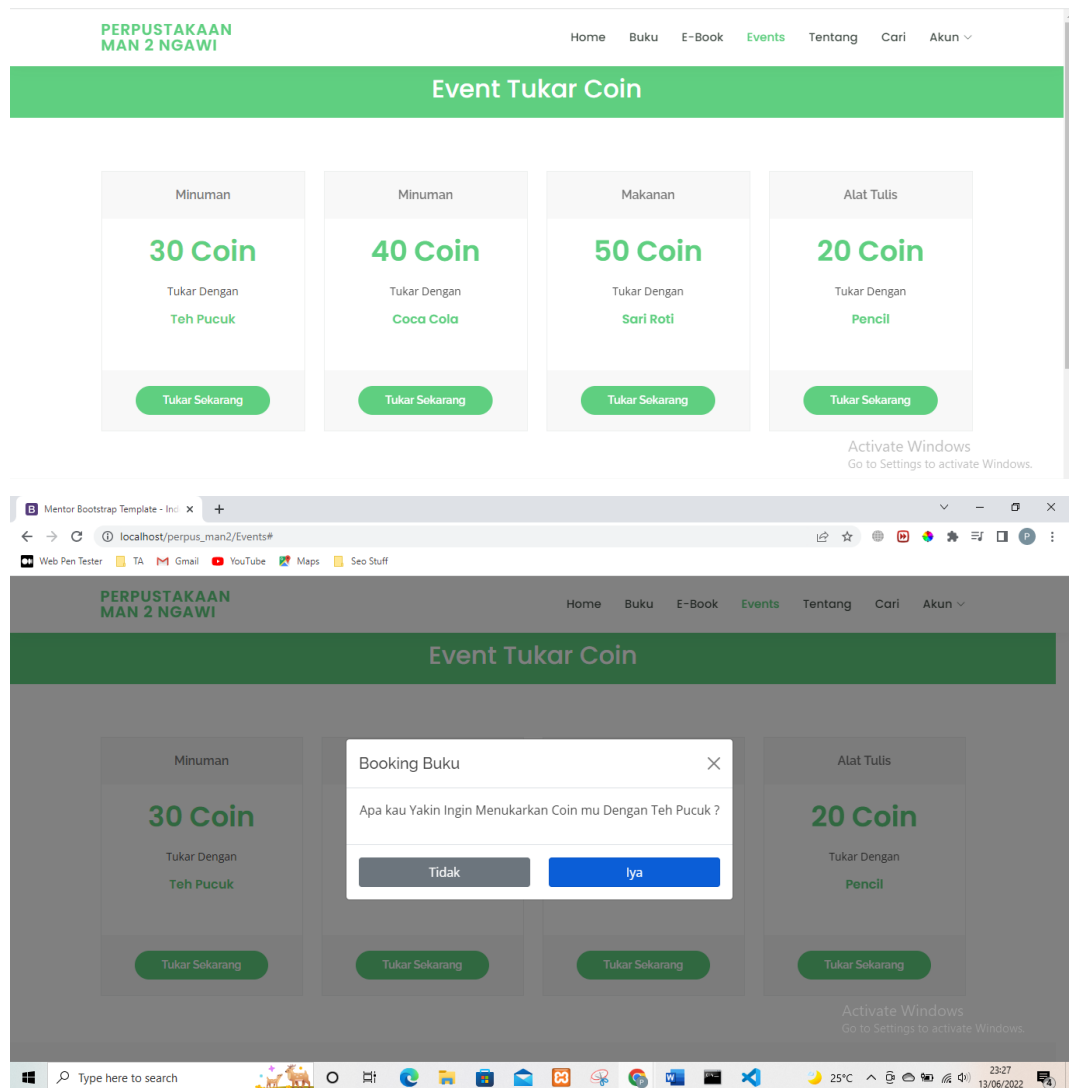 PERPUSTAKAAN
MAN 2 NGAWI
Home Buku E-Book Events Tentang Cari Akun
Event Tukar Coin
Minuman Minuman Makanan Alat Tulis
30 Coin 40 Coin 50 Coin 20 Coin
Tukar Dengan Tukar Dengan Tukar Dengan Tukar Dengan
Teh Pucuk Coca Cola Sari Roti Pencil
Tukar Sekarang Tukar Sekarang Tukar Sekarang Tukar Sekarang
Activate Windows
Go to Settings to activate Windows.
Mentor Bootstrap Template - Ind
localhost/perpus_man2/Events#
Web Pen Tester TA Gmail YouTube Maps Seo Stuff
PERPUSTAKAAN
MAN 2 NGAWI
Home Buku E-Book Events Tentang Cari Akun
Event Tukar Coin
Minuman Alat Tulis
Booking Buku
Apa kau Yakin Ingin Menukarkan Coin mu Dengan Teh Pucuk ?
Tidak Iya
30 Coin 20 Coin
Tukar Dengan Tukar Dengan
Teh Pucuk Pencil
Tukar Sekarang Tukar Sekarang Tukar Sekarang Tukar Sekarang
Activate Windows
Go to Settings to activate Windows.
Type here to search
25°C
23:27
13/06/2022